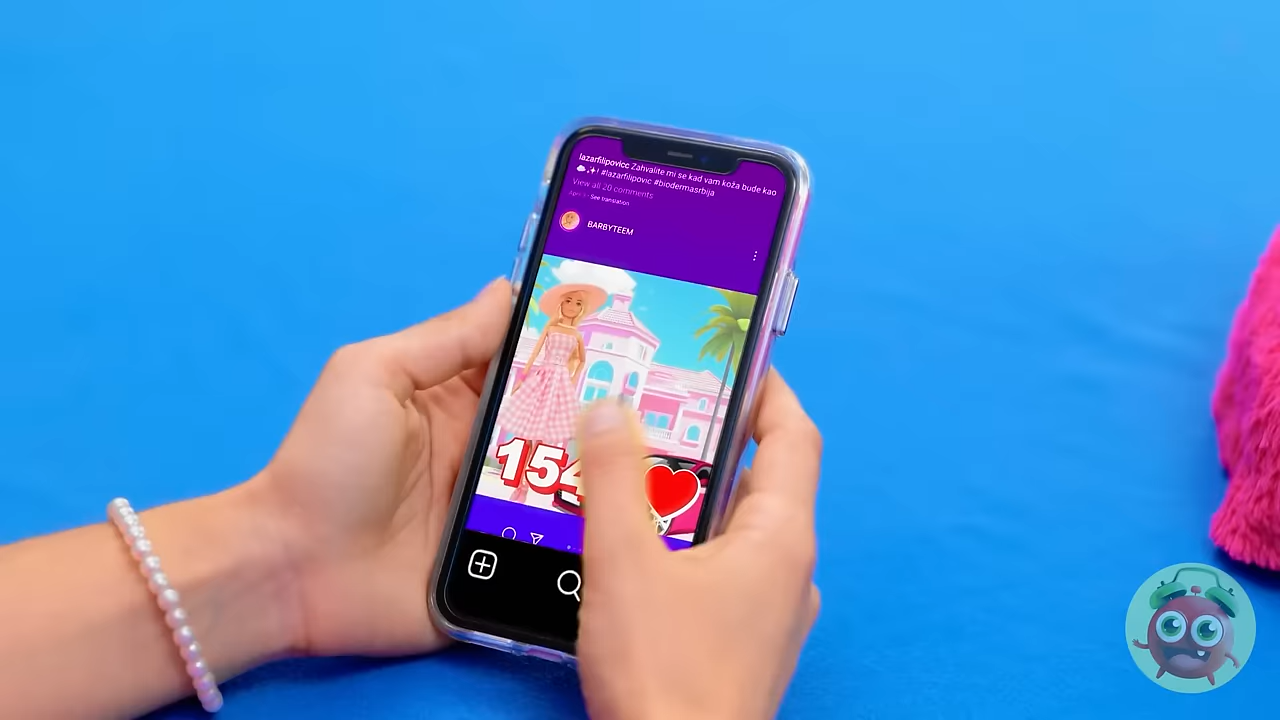 lazarfilipovicc Zahvalite mi se kad vam koža bude kao
☁️✨! #lazarfilipovic #biodermasrbija
View all 20 comments
See translation
BARBYTEEM
154